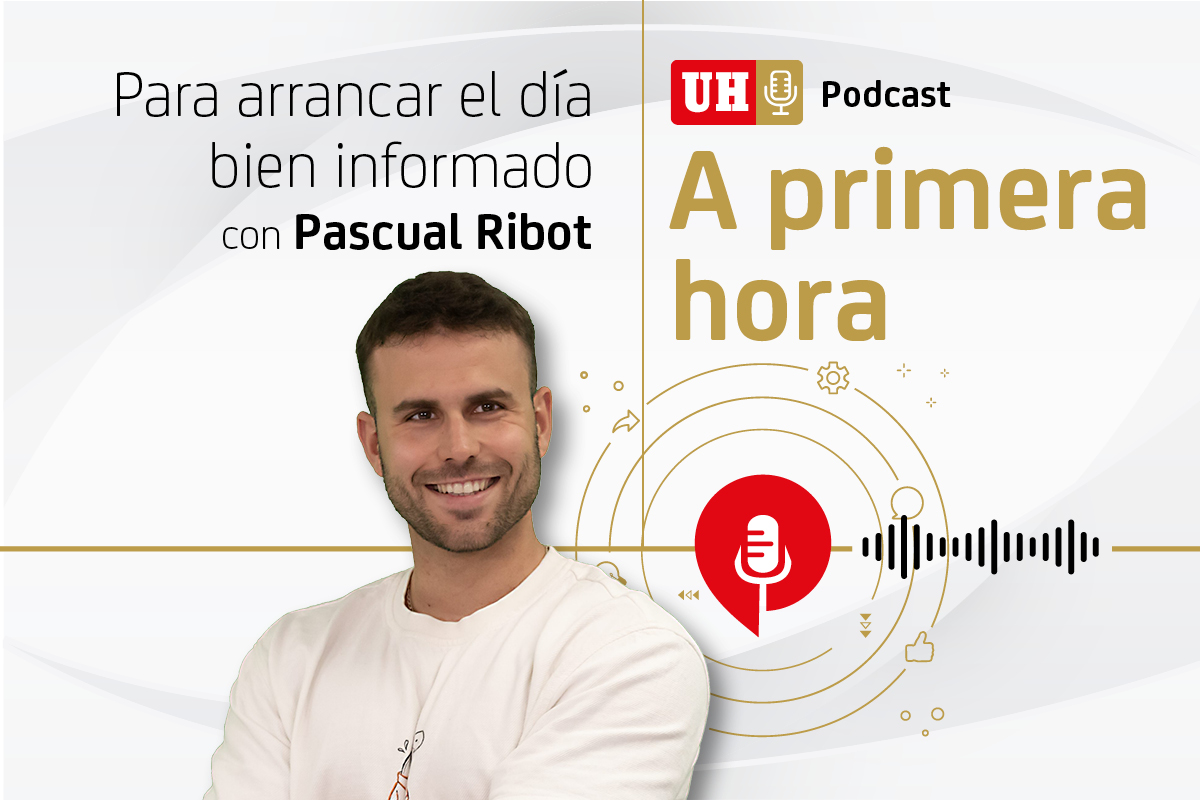 Para arrancar el día
bien informado
con Pascual Ribot
UH Podcast
A primera
hora